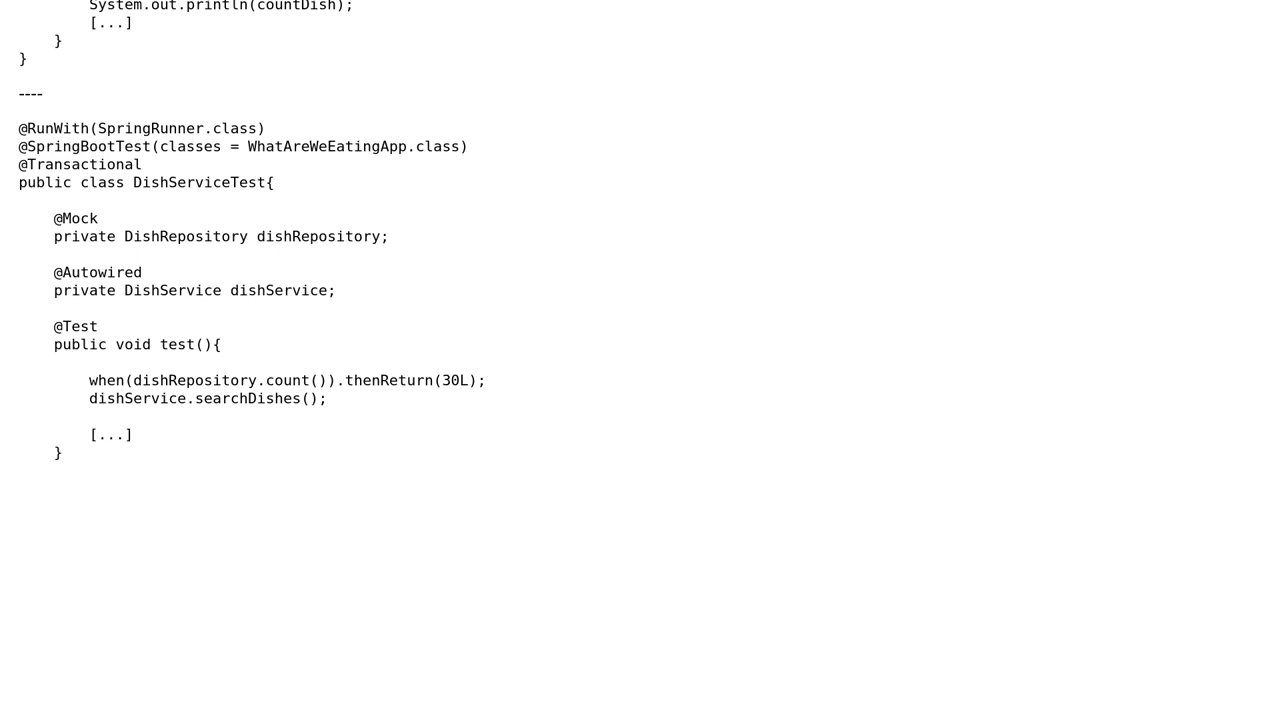 System.out.println(countDish);
[...]
}
}
----
@RunWith(SpringRunner.class)
@SpringBootTest(classes = WhatAreWeEatingApp.class)
@Transactional
public class DishServiceTest{
@Mock
private DishRepository dishRepository;
@Autowired
private DishService dishService;
@Test
public void test(){
when(dishRepository.count()).thenReturn(30L);
dishService.searchDishes();
[...]
}